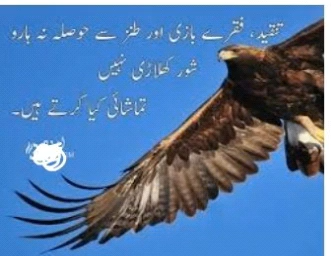 تنقید، فقرے بازی اور طنز سے حوصلہ نہ ہارو
شور کھلاڑی نہیں
تماشائی کیا کرتے ہیں۔